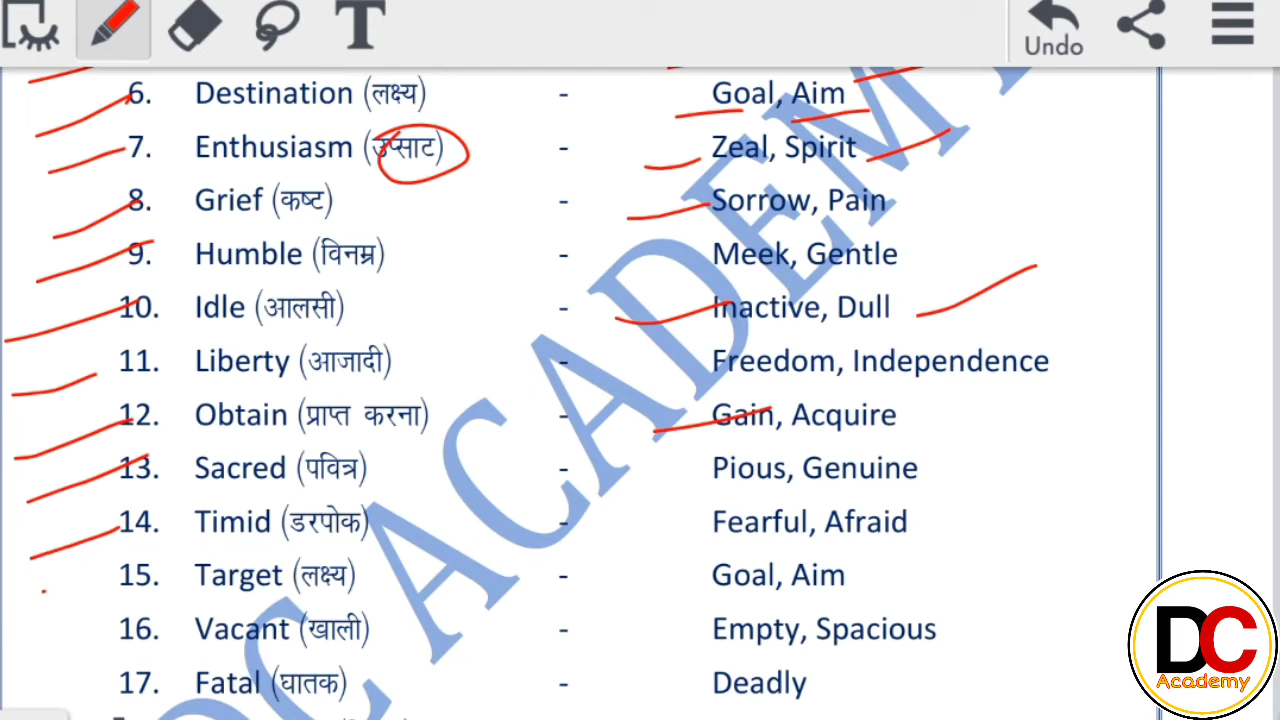 Undo
T
6. Destination (लक्ष्य) - Goal, Aim
7. Enthusiasm (उप्साट) - Zeal, Spirit
8. Grief (कष्ट) - Sorrow, Pain
9. Humble (विनम्र) - Meek, Gentle
10. Idle (आलसी) - Inactive, Dull
11. Liberty (आजादी) - Freedom, Independence
12. Obtain (प्राप्त करना) - Gain, Acquire
13. Sacred (पवित्र) - Pious, Genuine
14. Timid (डरपोक) - Fearful, Afraid
15. Target (लक्ष्य) - Goal, Aim
16. Vacant (खाली) - Empty, Spacious
17. Fatal (घातक) - Deadly
DC ACADEMY
DC
Academy